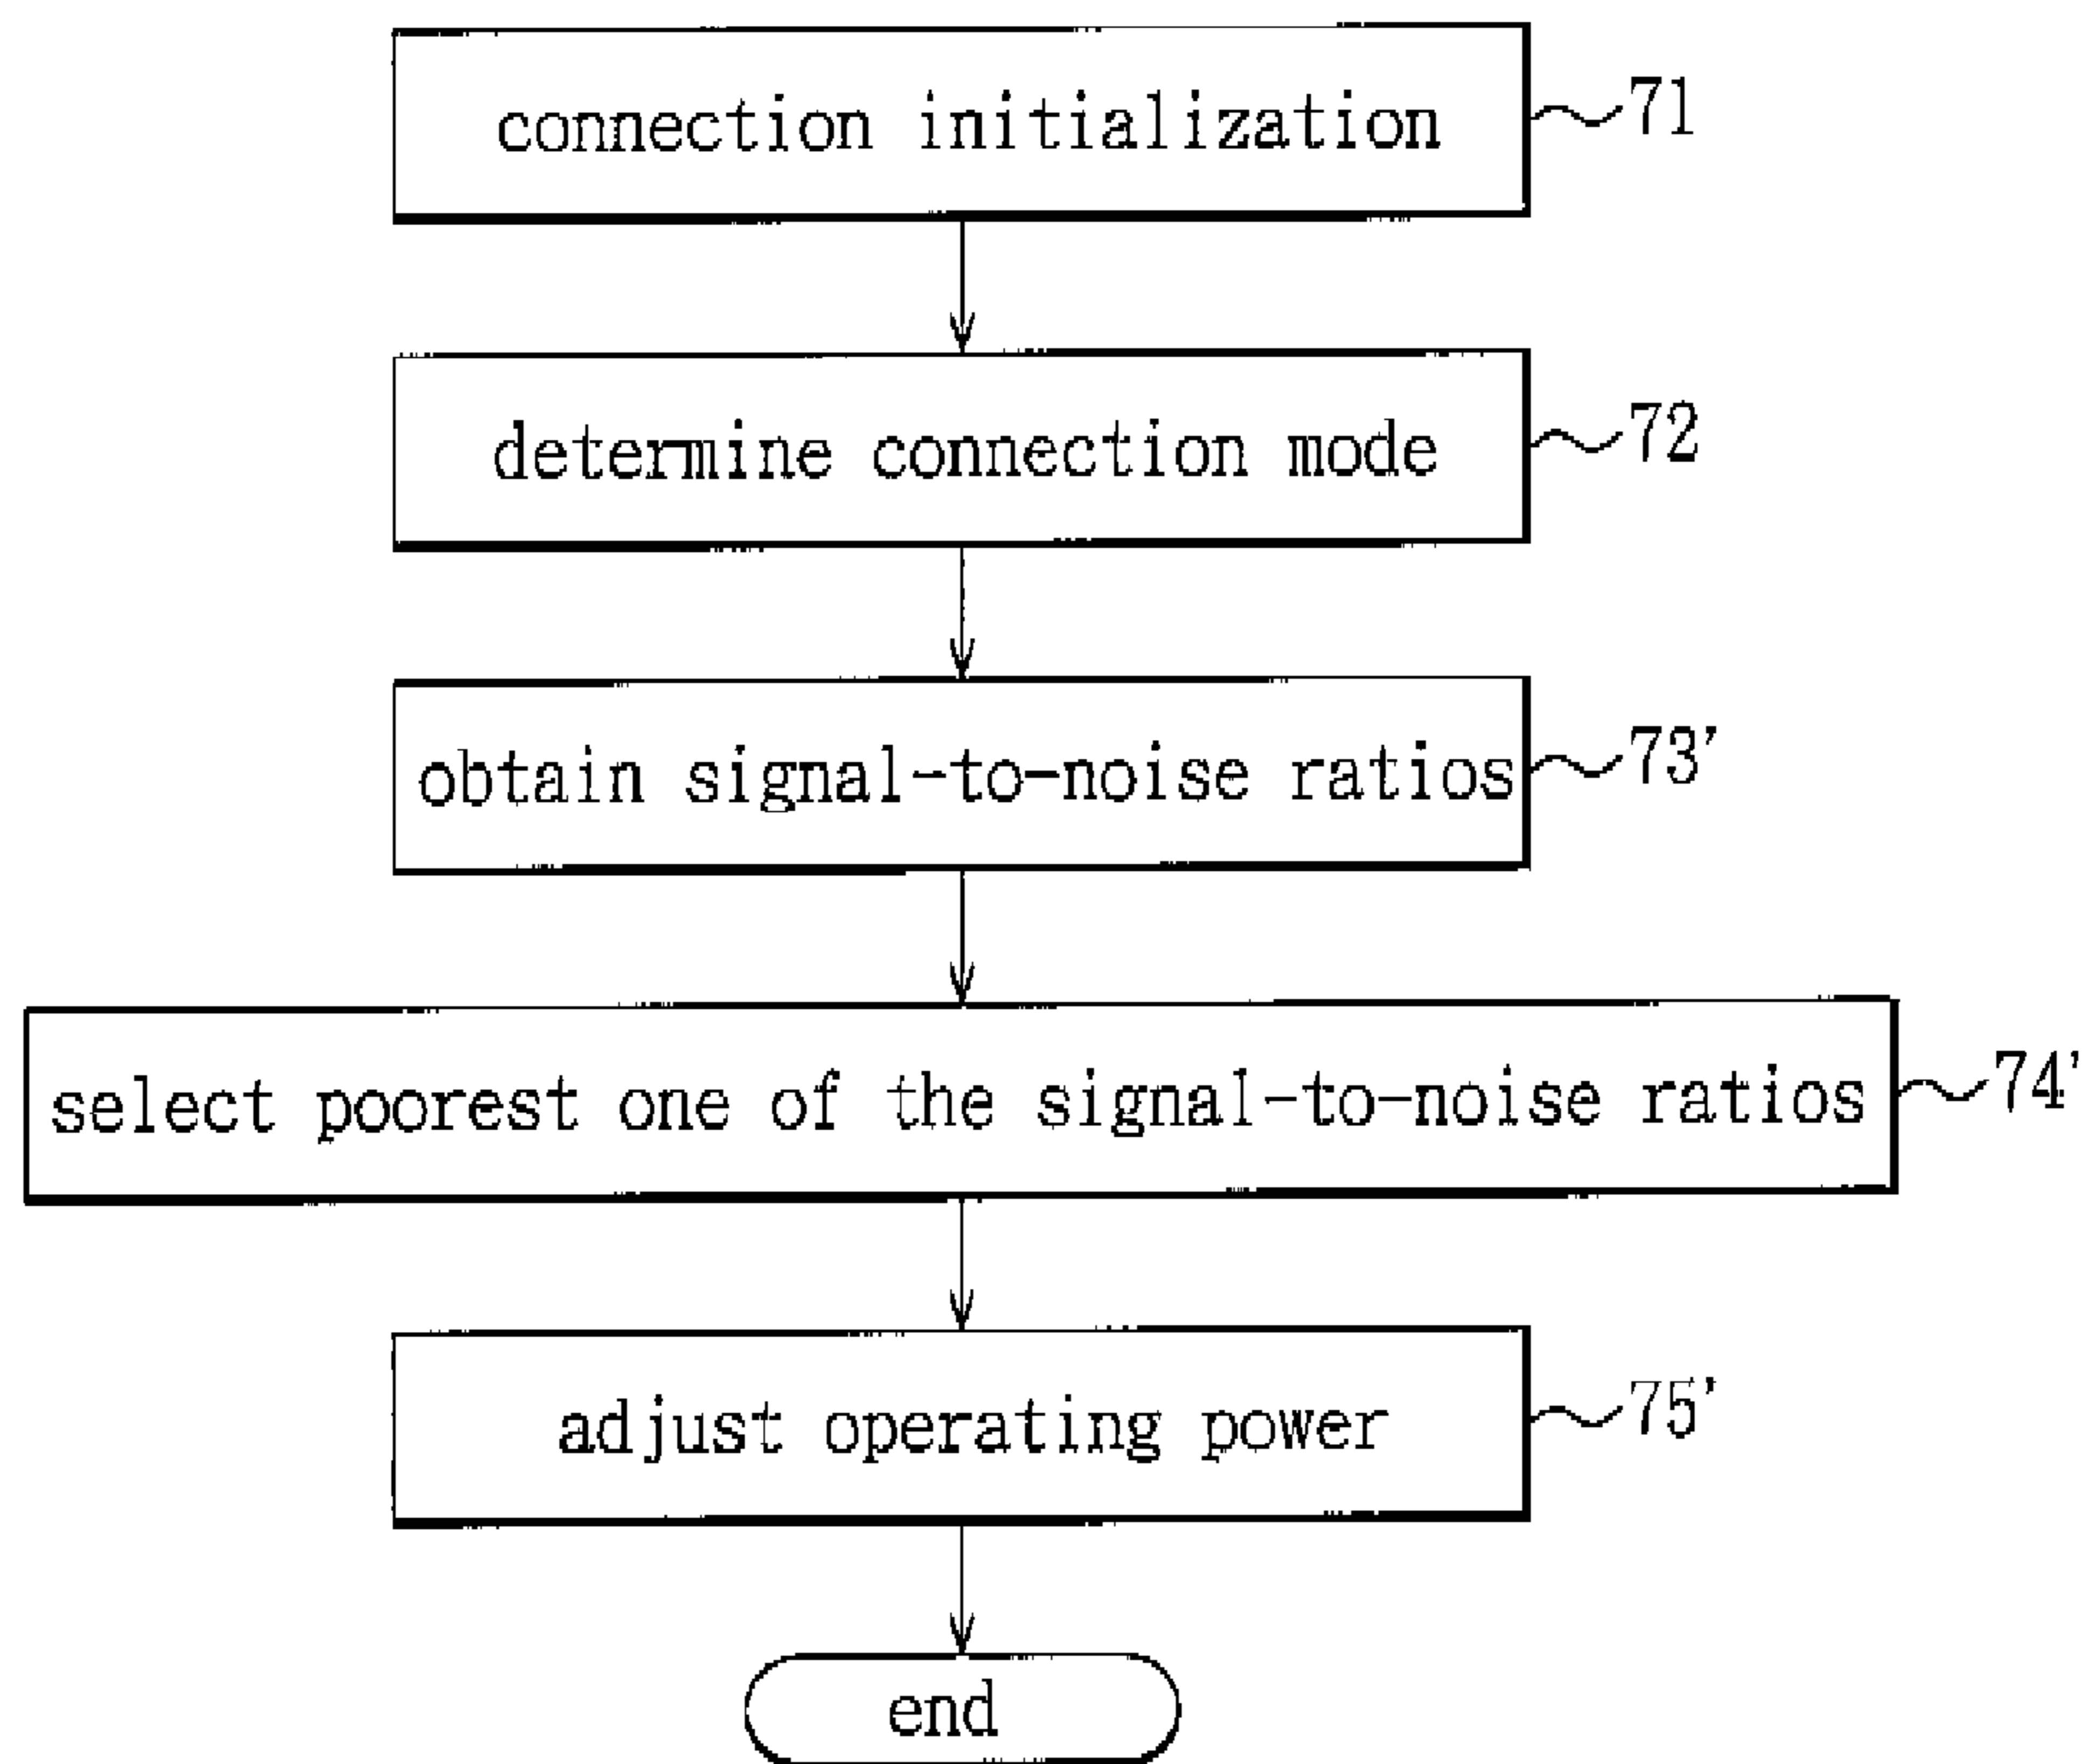 connection initialization
71
determine connection mode
72
obtain signal-to-noise ratios
73'
select poorest one of the signal-to-noise ratios
74'
adjust operating power
75'
end